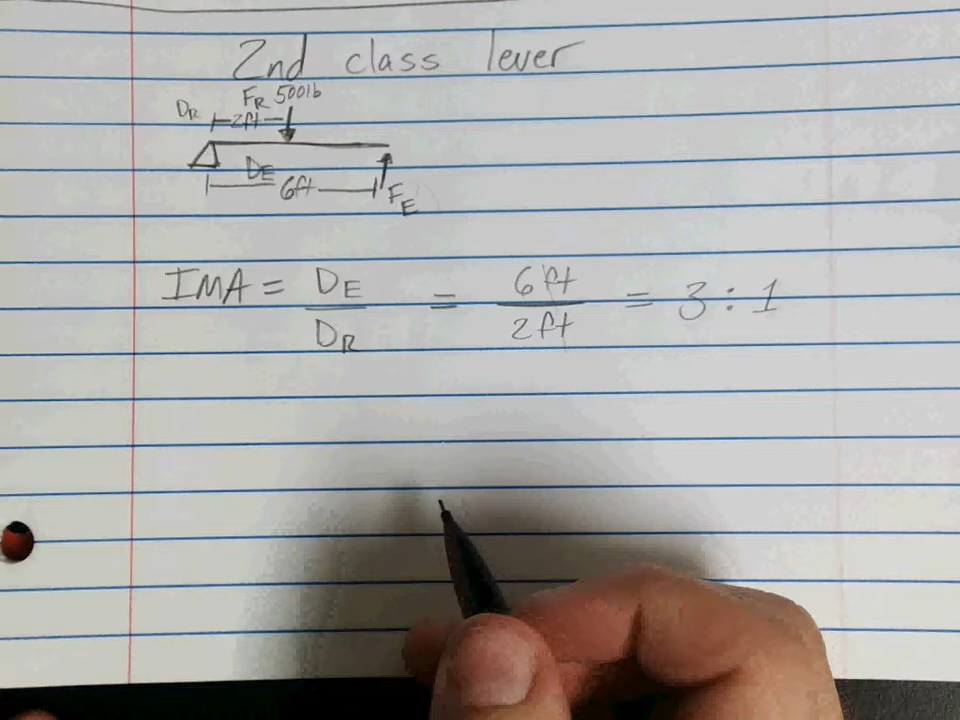 2nd class lever
FR 500lb
DR 2ft
DE
6ft
FE
IMA = DE/DR = 6ft/2ft = 3:1